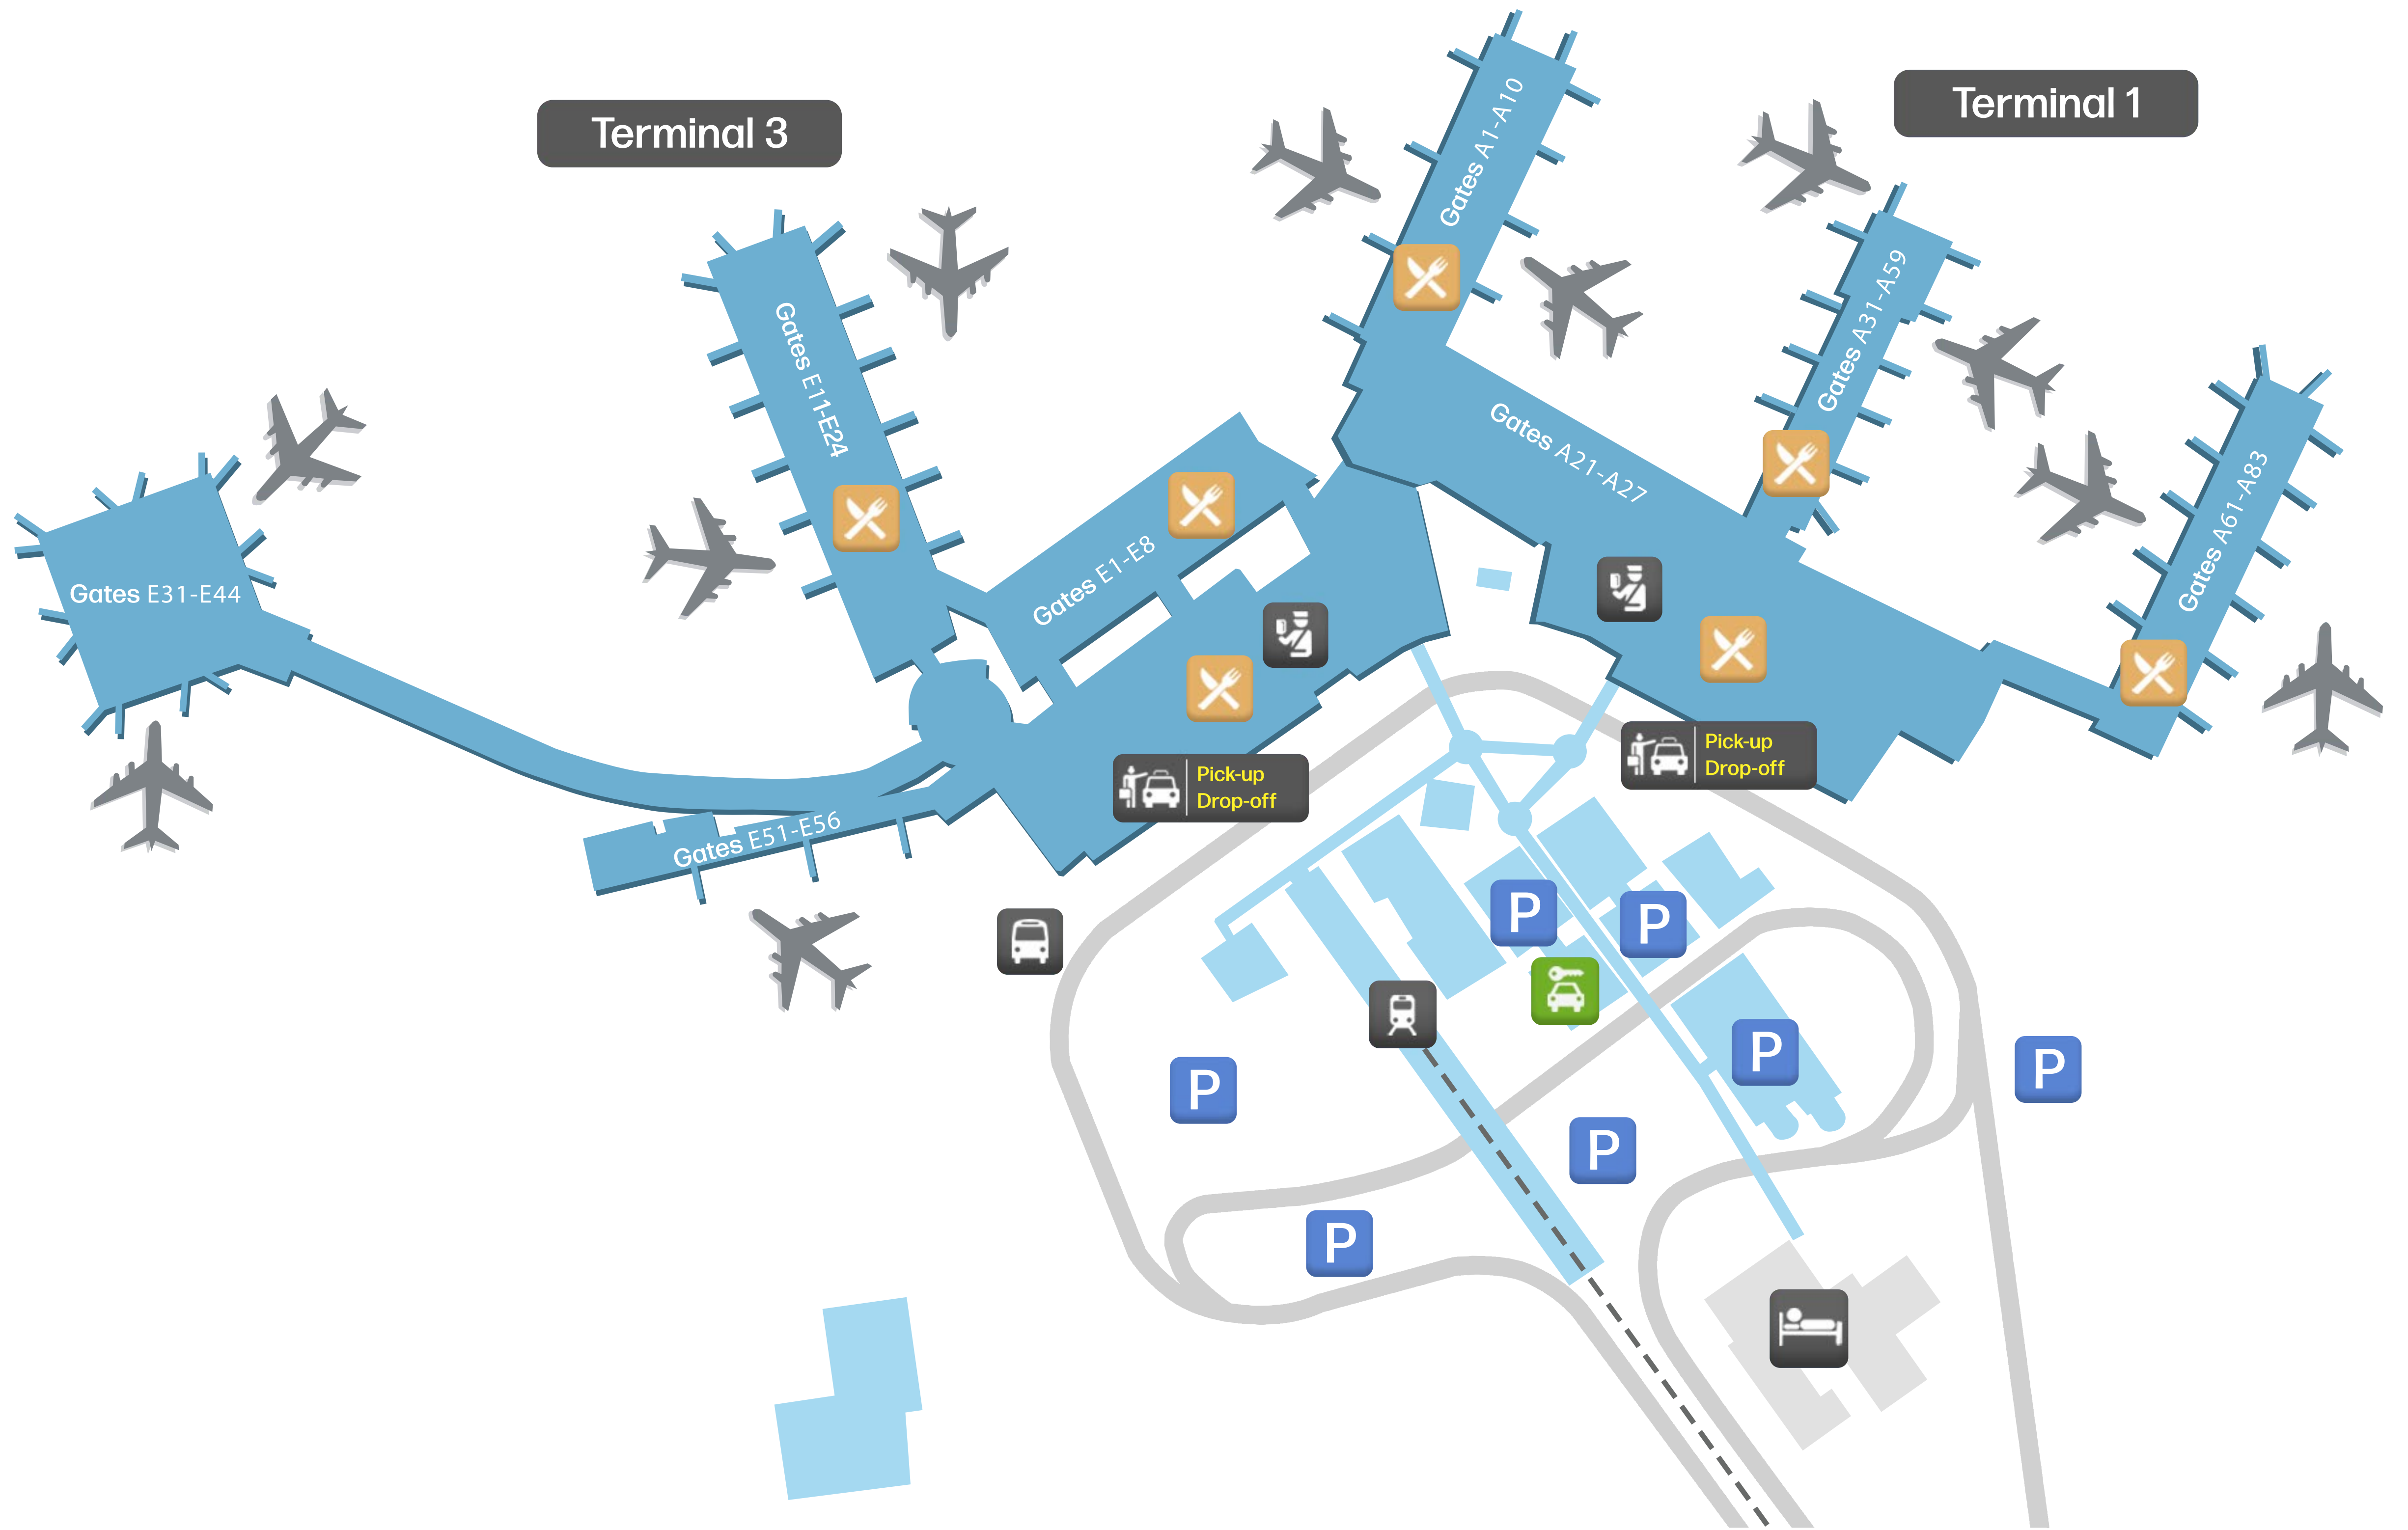 Terminal 3
Terminal 1
Gates A1-A10
Gates A31-A59
Gates E11-E24
Gates A21-A27
Gates A61-A83
Gates E1-E8
Gates E31-E44
Pick-up
Drop-off
Pick-up
Drop-off
Gates E51-E56
P
P
P
P
P
P
P